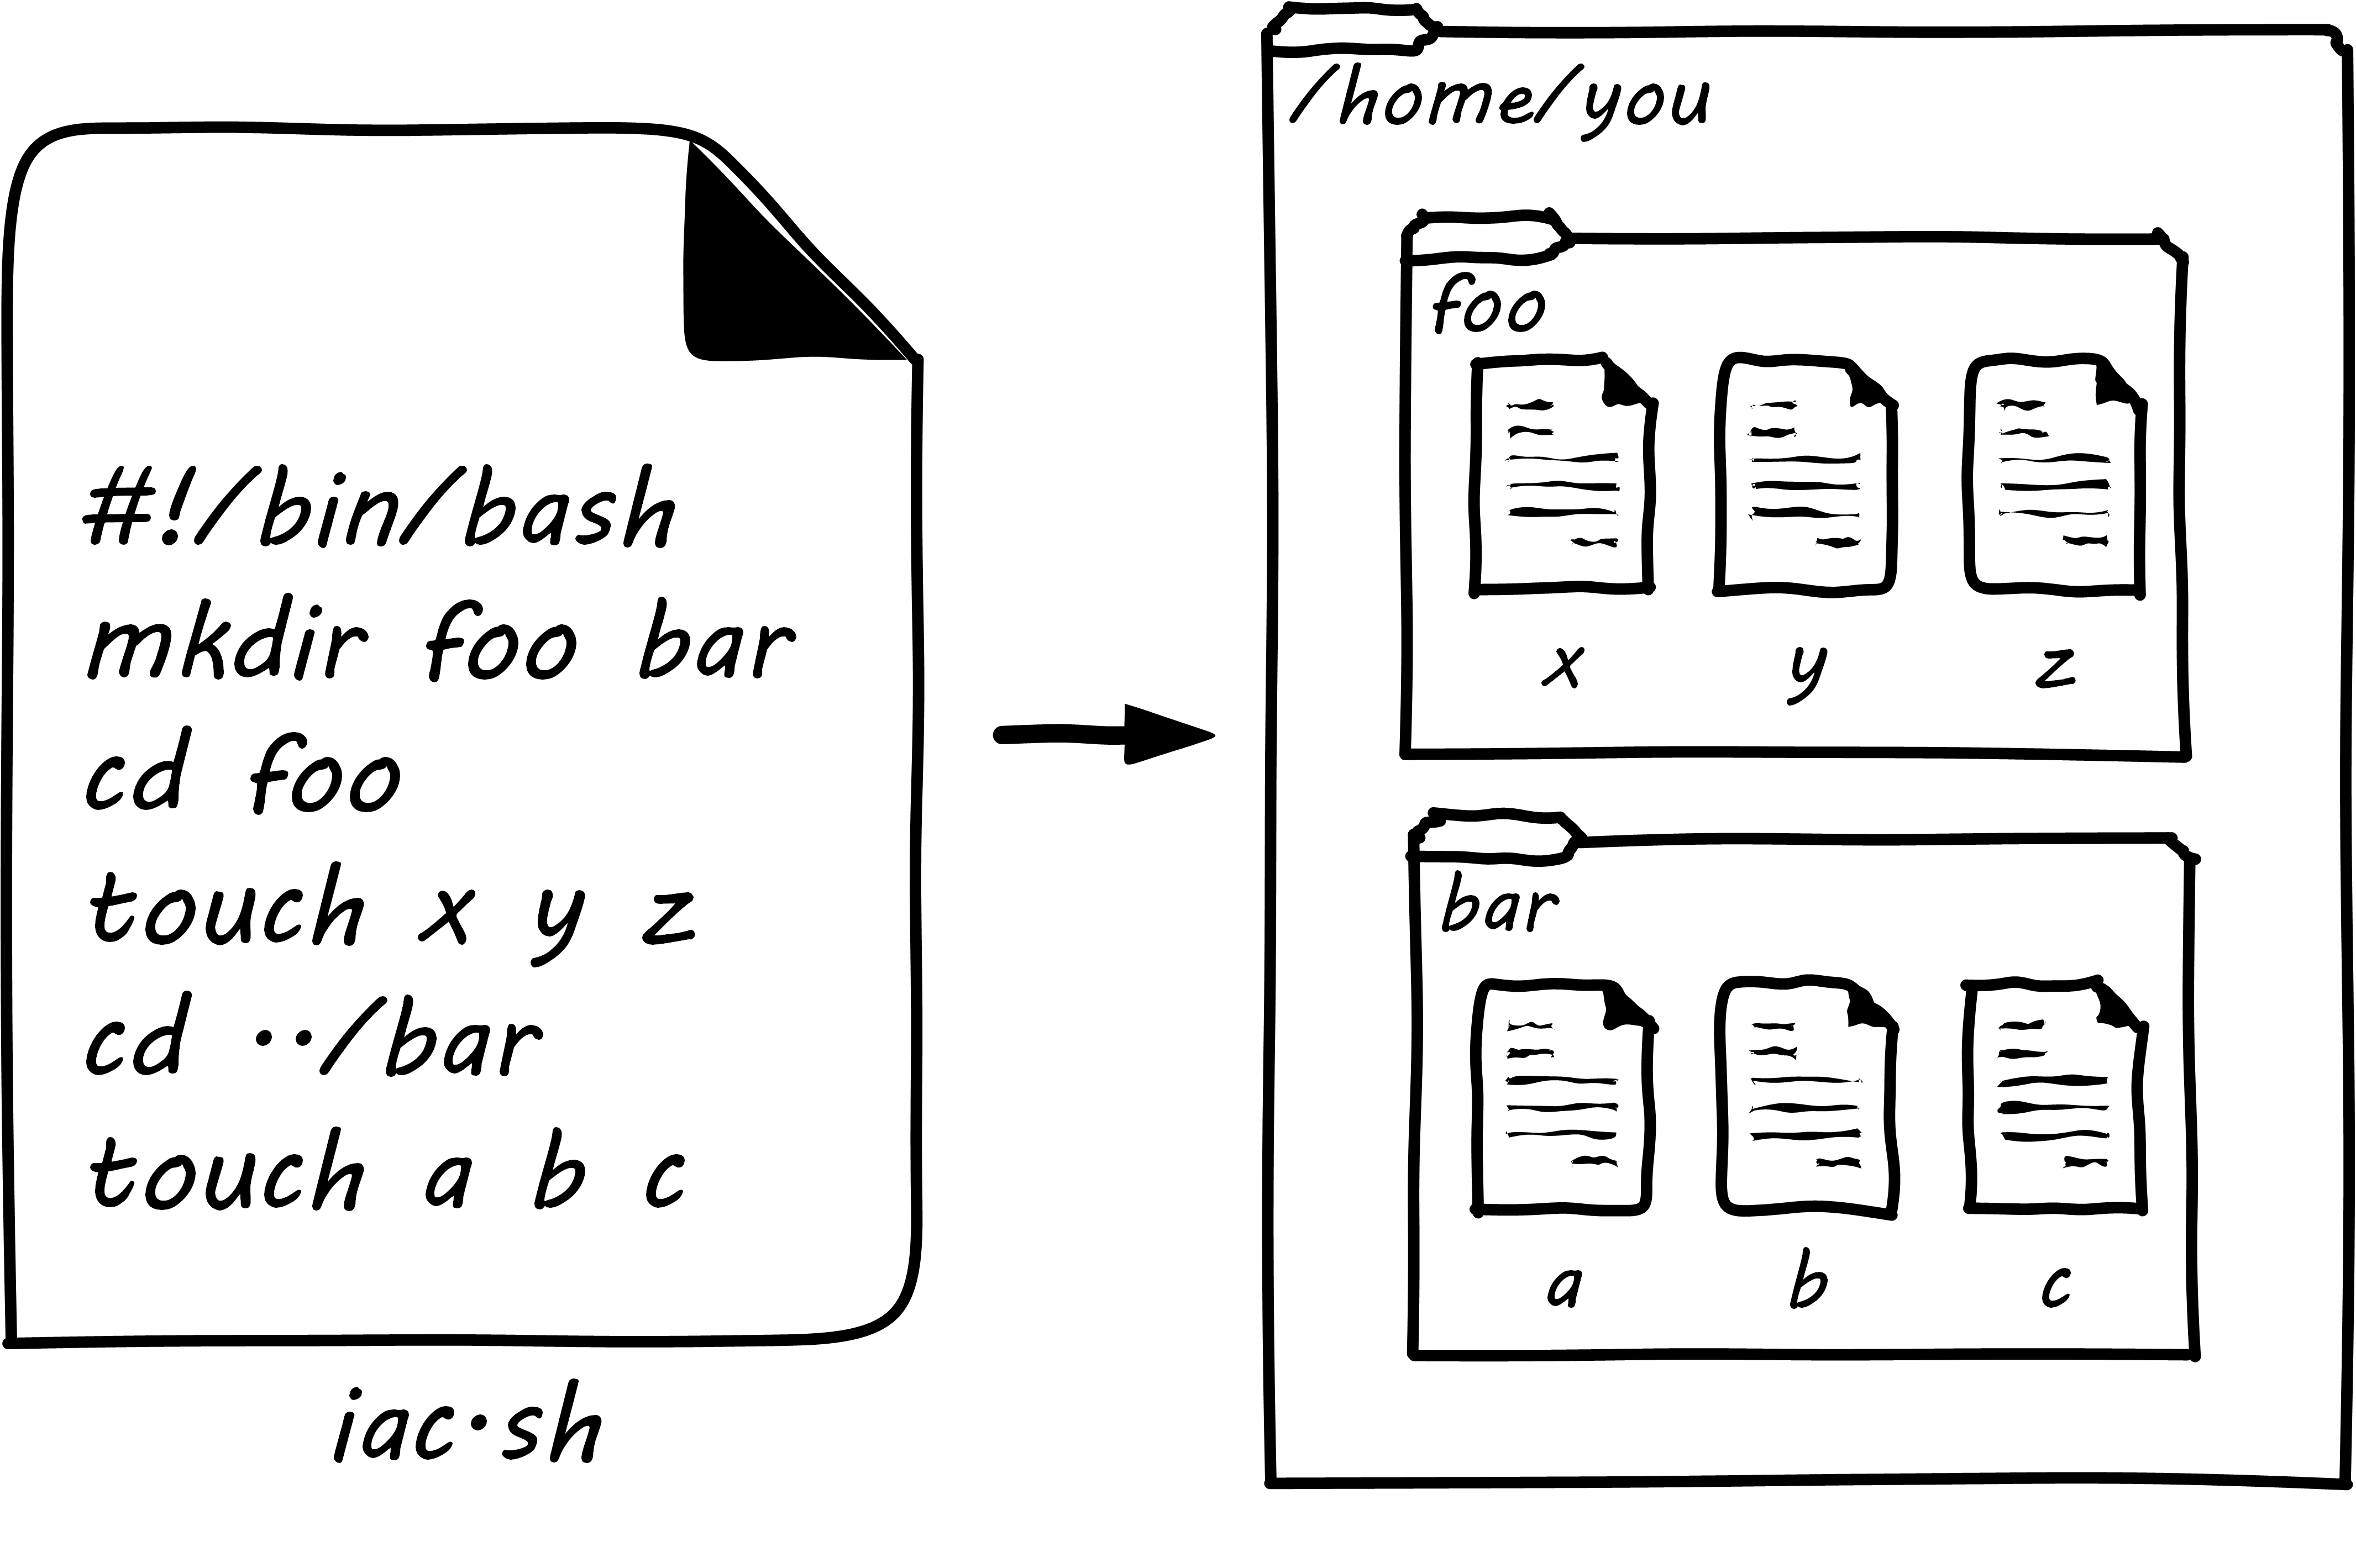 #!/bin/bash
mkdir foo bar
cd foo
touch x y z
cd ../bar
touch a b c
iac.sh
/home/you
foo
x y z
bar
a b c